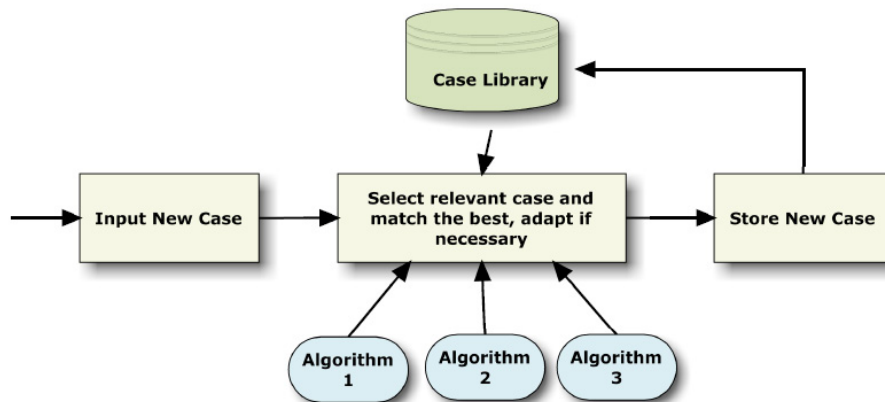 Case Library
Input New Case
Select relevant case and
match the best, adapt if
necessary
Store New Case
Algorithm
1
Algorithm
2
Algorithm
3